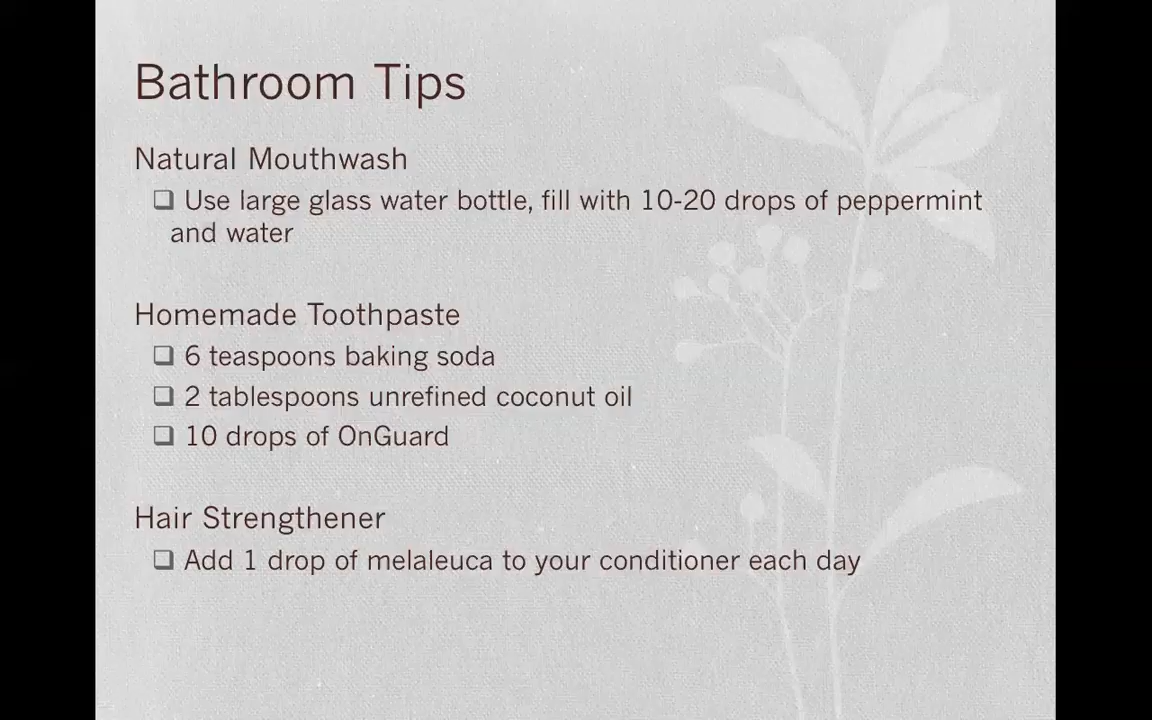 Bathroom Tips
Natural Mouthwash
❑ Use large glass water bottle, fill with 10-20 drops of peppermint
and water
Homemade Toothpaste
❑ 6 teaspoons baking soda
❑ 2 tablespoons unrefined coconut oil
❑ 10 drops of OnGuard
Hair Strengthener
❑ Add 1 drop of melaleuca to your conditioner each day